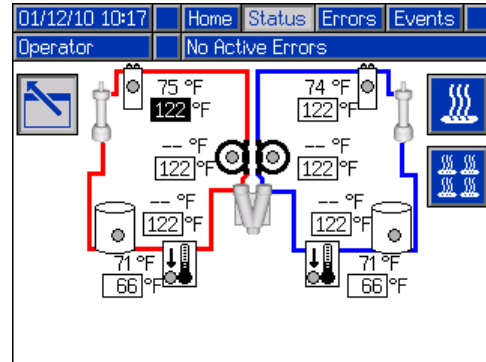 01/12/10 10:17 Home Status Errors Events
Operator No Active Errors
75 °F 74 °F
122 °F 122 °F
-- °F -- °F
122 °F 122 °F
-- °F -- °F
122 °F 122 °F
71 °F 71 °F
66 °F 66 °F